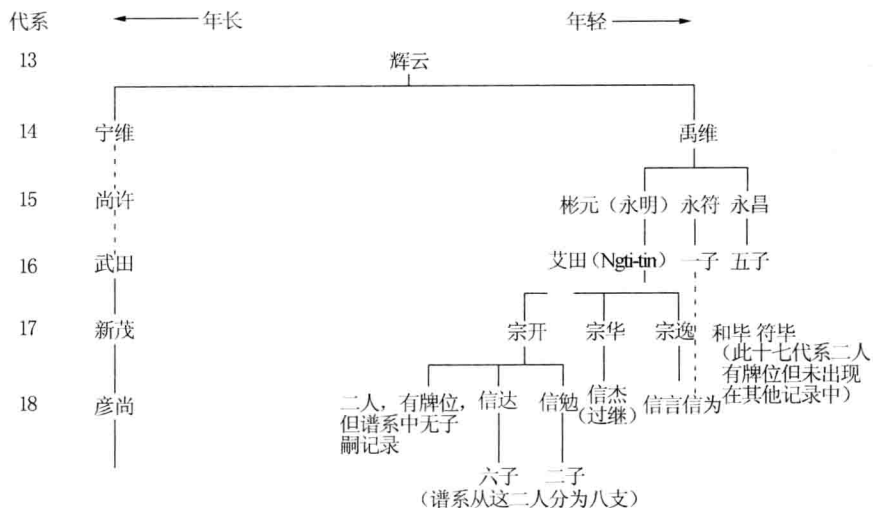 代系 年长 年轻
13 辉云
14 宁维 禹维
15 尚许 彬元（永明） 永符 永昌
16 武田 艾田（Ngti-tin） 一子 五子
17 新茂 宗开 宗华 宗逸 和毕 符毕
（此十七代系二人
有牌位但未出现
在其他记录中）
18 彦尚 二人，有牌位，
但谱系中无子
嗣记录
信达 信勉 信杰
（过继）
信言 信为
六子 二子
（谱系从这二人分为八支）